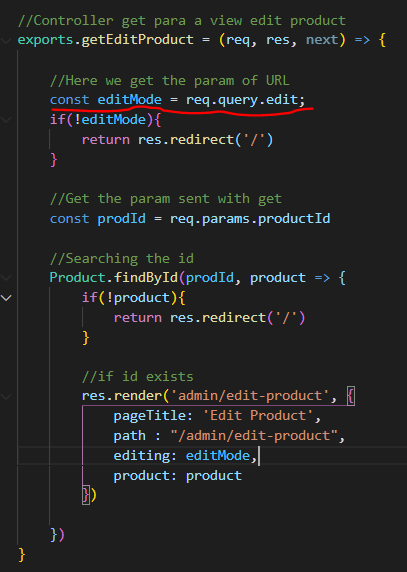 //Controller get para a view edit product
exports.getEditProduct = (req, res, next) => {
//Here we get the param of URL
const editMode = req.query.edit;
if(!editMode){
return res.redirect('/')
}
//Get the param sent with get
const prodId = req.params.productId
//Searching the id
Product.findById(prodId, product => {
if(!product){
return res.redirect('/')
}
//if id exists
res.render('admin/edit-product', {
pageTitle: 'Edit Product',
path : "/admin/edit-product",
editing: editMode,
product: product
})
})
}